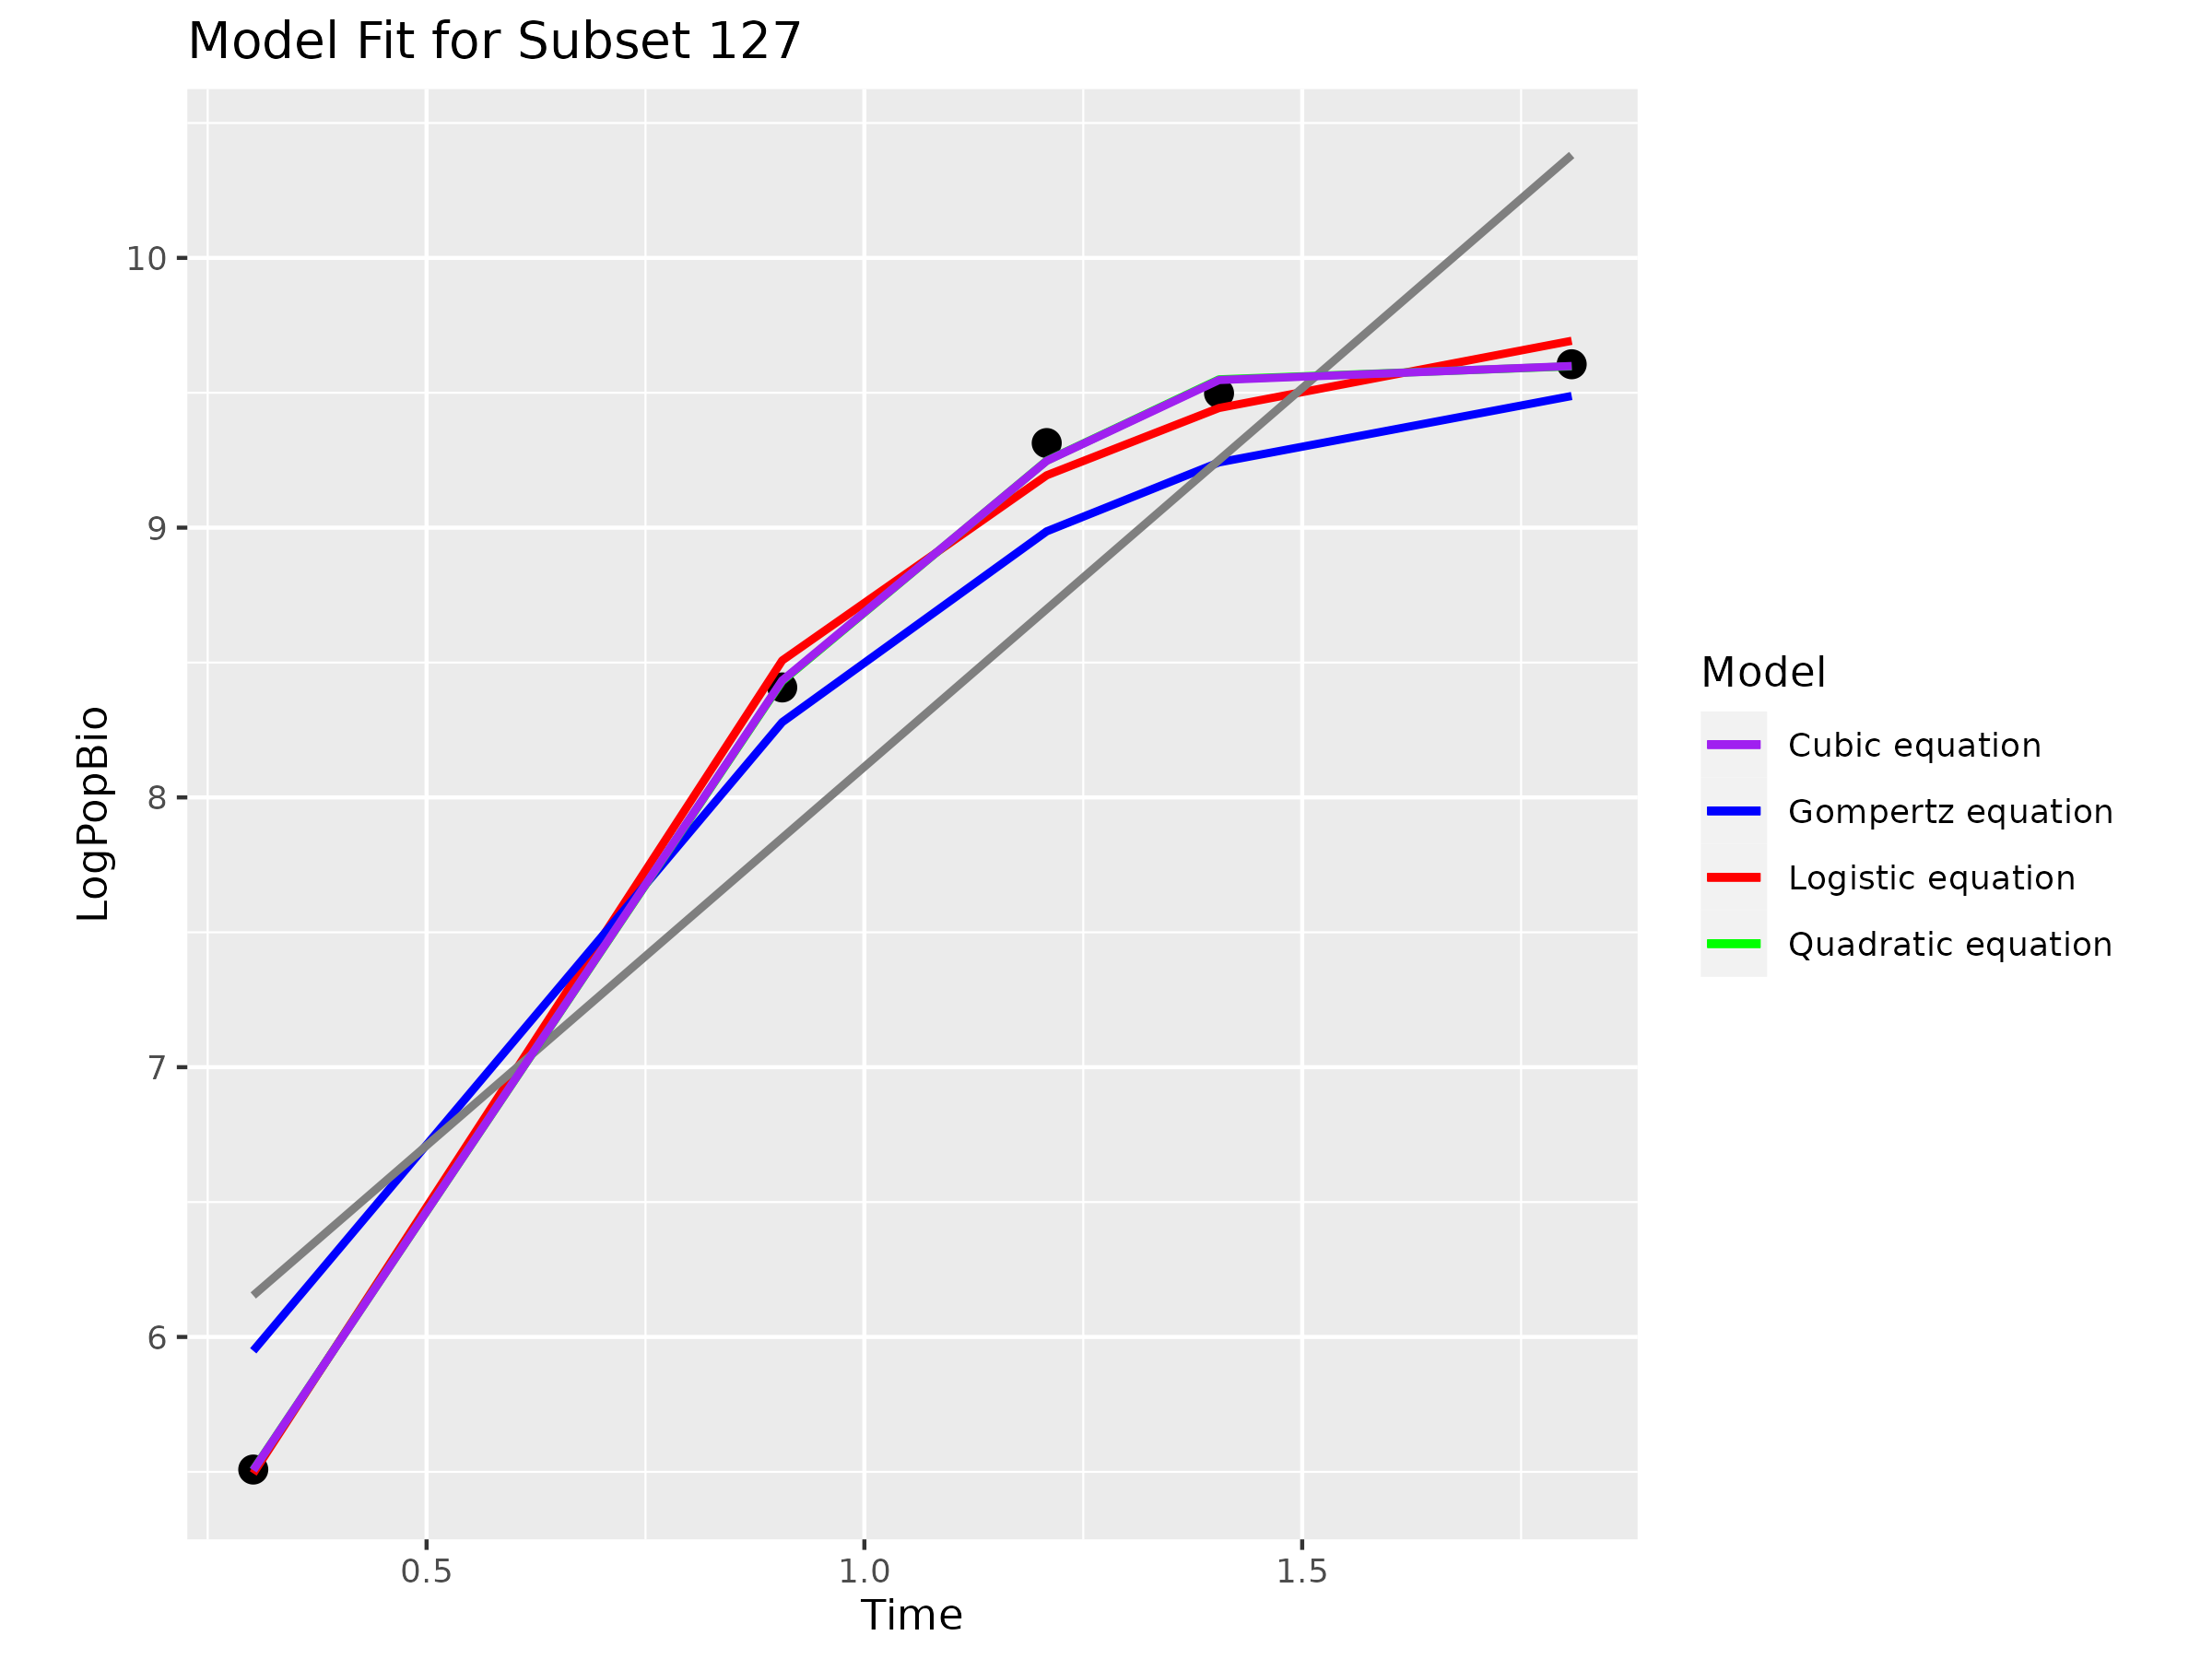 Model Fit for Subset 127
LogPopBio
10
9
8
7
6
0.5 1.0 1.5
Time
Model
Cubic equation
Gompertz equation
Logistic equation
Quadratic equation